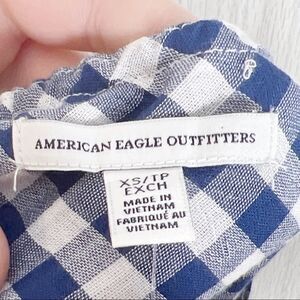 AMERICAN EAGLE OUTFITTERS
XS/TP
EXCH
MADE IN
VIETNAM
FABRIQUÉ AU
VIETNAM